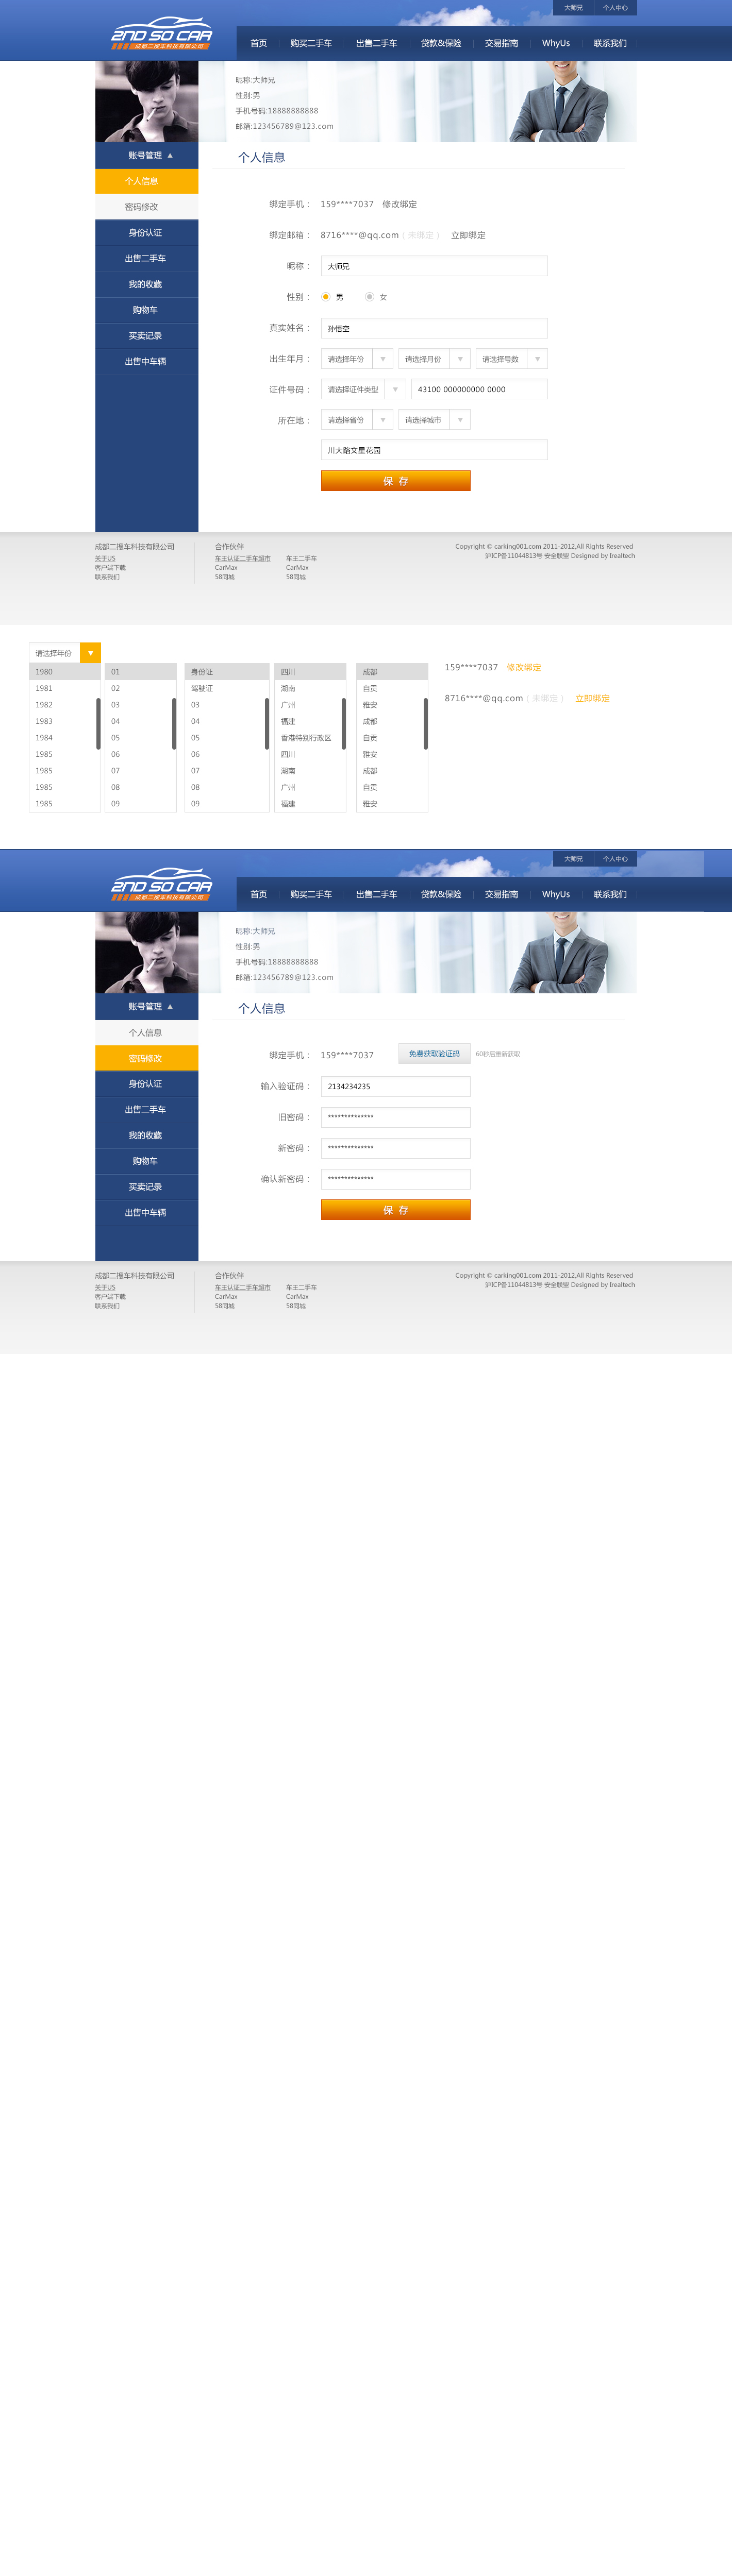 大师兄 个人中心
2ND SO CAR
成都二搜车科技有限公司
首页 购买二手车 出售二手车 贷款&保险 交易指南 WhyUs 联系我们
昵称:大师兄
性别:男
手机号码:18888888888
邮箱:123456789@123.com
账号管理
个人信息
密码修改
身份认证
出售二手车
我的收藏
购物车
买卖记录
出售中车辆
个人信息
绑定手机： 159****7037 修改绑定
绑定邮箱： 8716****@qq.com（未绑定） 立即绑定
昵称： 大师兄
性别： 男 女
真实姓名： 孙悟空
出生年月： 请选择年份 请选择月份 请选择号数
证件号码： 请选择证件类型 43100 000000000 0000
所在地： 请选择省份 请选择城市
川大路文星花园
保 存
成都二搜车科技有限公司 合作伙伴 Copyright © carking001.com 2011-2012,All Rights Reserved
关于US 车王认证二手车超市 车王二手车 沪ICP备11044813号 安全联盟 Designed by Irealtech
客户端下载 CarMax CarMax
联系我们 58同城 58同城
请选择年份
1980 01 身份证 四川 成都
1981 02 驾驶证 湖南 自贡
1982 03 03 广州 雅安
1983 04 04 福建 成都
1984 05 05 香港特别行政区 自贡
1985 06 06 四川 雅安
1985 07 07 湖南 成都
1985 08 08 广州 自贡
1985 09 09 福建 雅安
159****7037 修改绑定
8716****@qq.com（未绑定） 立即绑定
大师兄 个人中心
2ND SO CAR
成都二搜车科技有限公司
首页 购买二手车 出售二手车 贷款&保险 交易指南 WhyUs 联系我们
昵称:大师兄
性别:男
手机号码:18888888888
邮箱:123456789@123.com
账号管理
个人信息
密码修改
身份认证
出售二手车
我的收藏
购物车
买卖记录
出售中车辆
个人信息
绑定手机： 159****7037 免费获取验证码 60秒后重新获取
输入验证码： 2134234235
旧密码： **************
新密码： **************
确认新密码： **************
保 存
成都二搜车科技有限公司 合作伙伴 Copyright © carking001.com 2011-2012,All Rights Reserved
关于US 车王认证二手车超市 车王二手车 沪ICP备11044813号 安全联盟 Designed by Irealtech
客户端下载 CarMax CarMax
联系我们 58同城 58同城